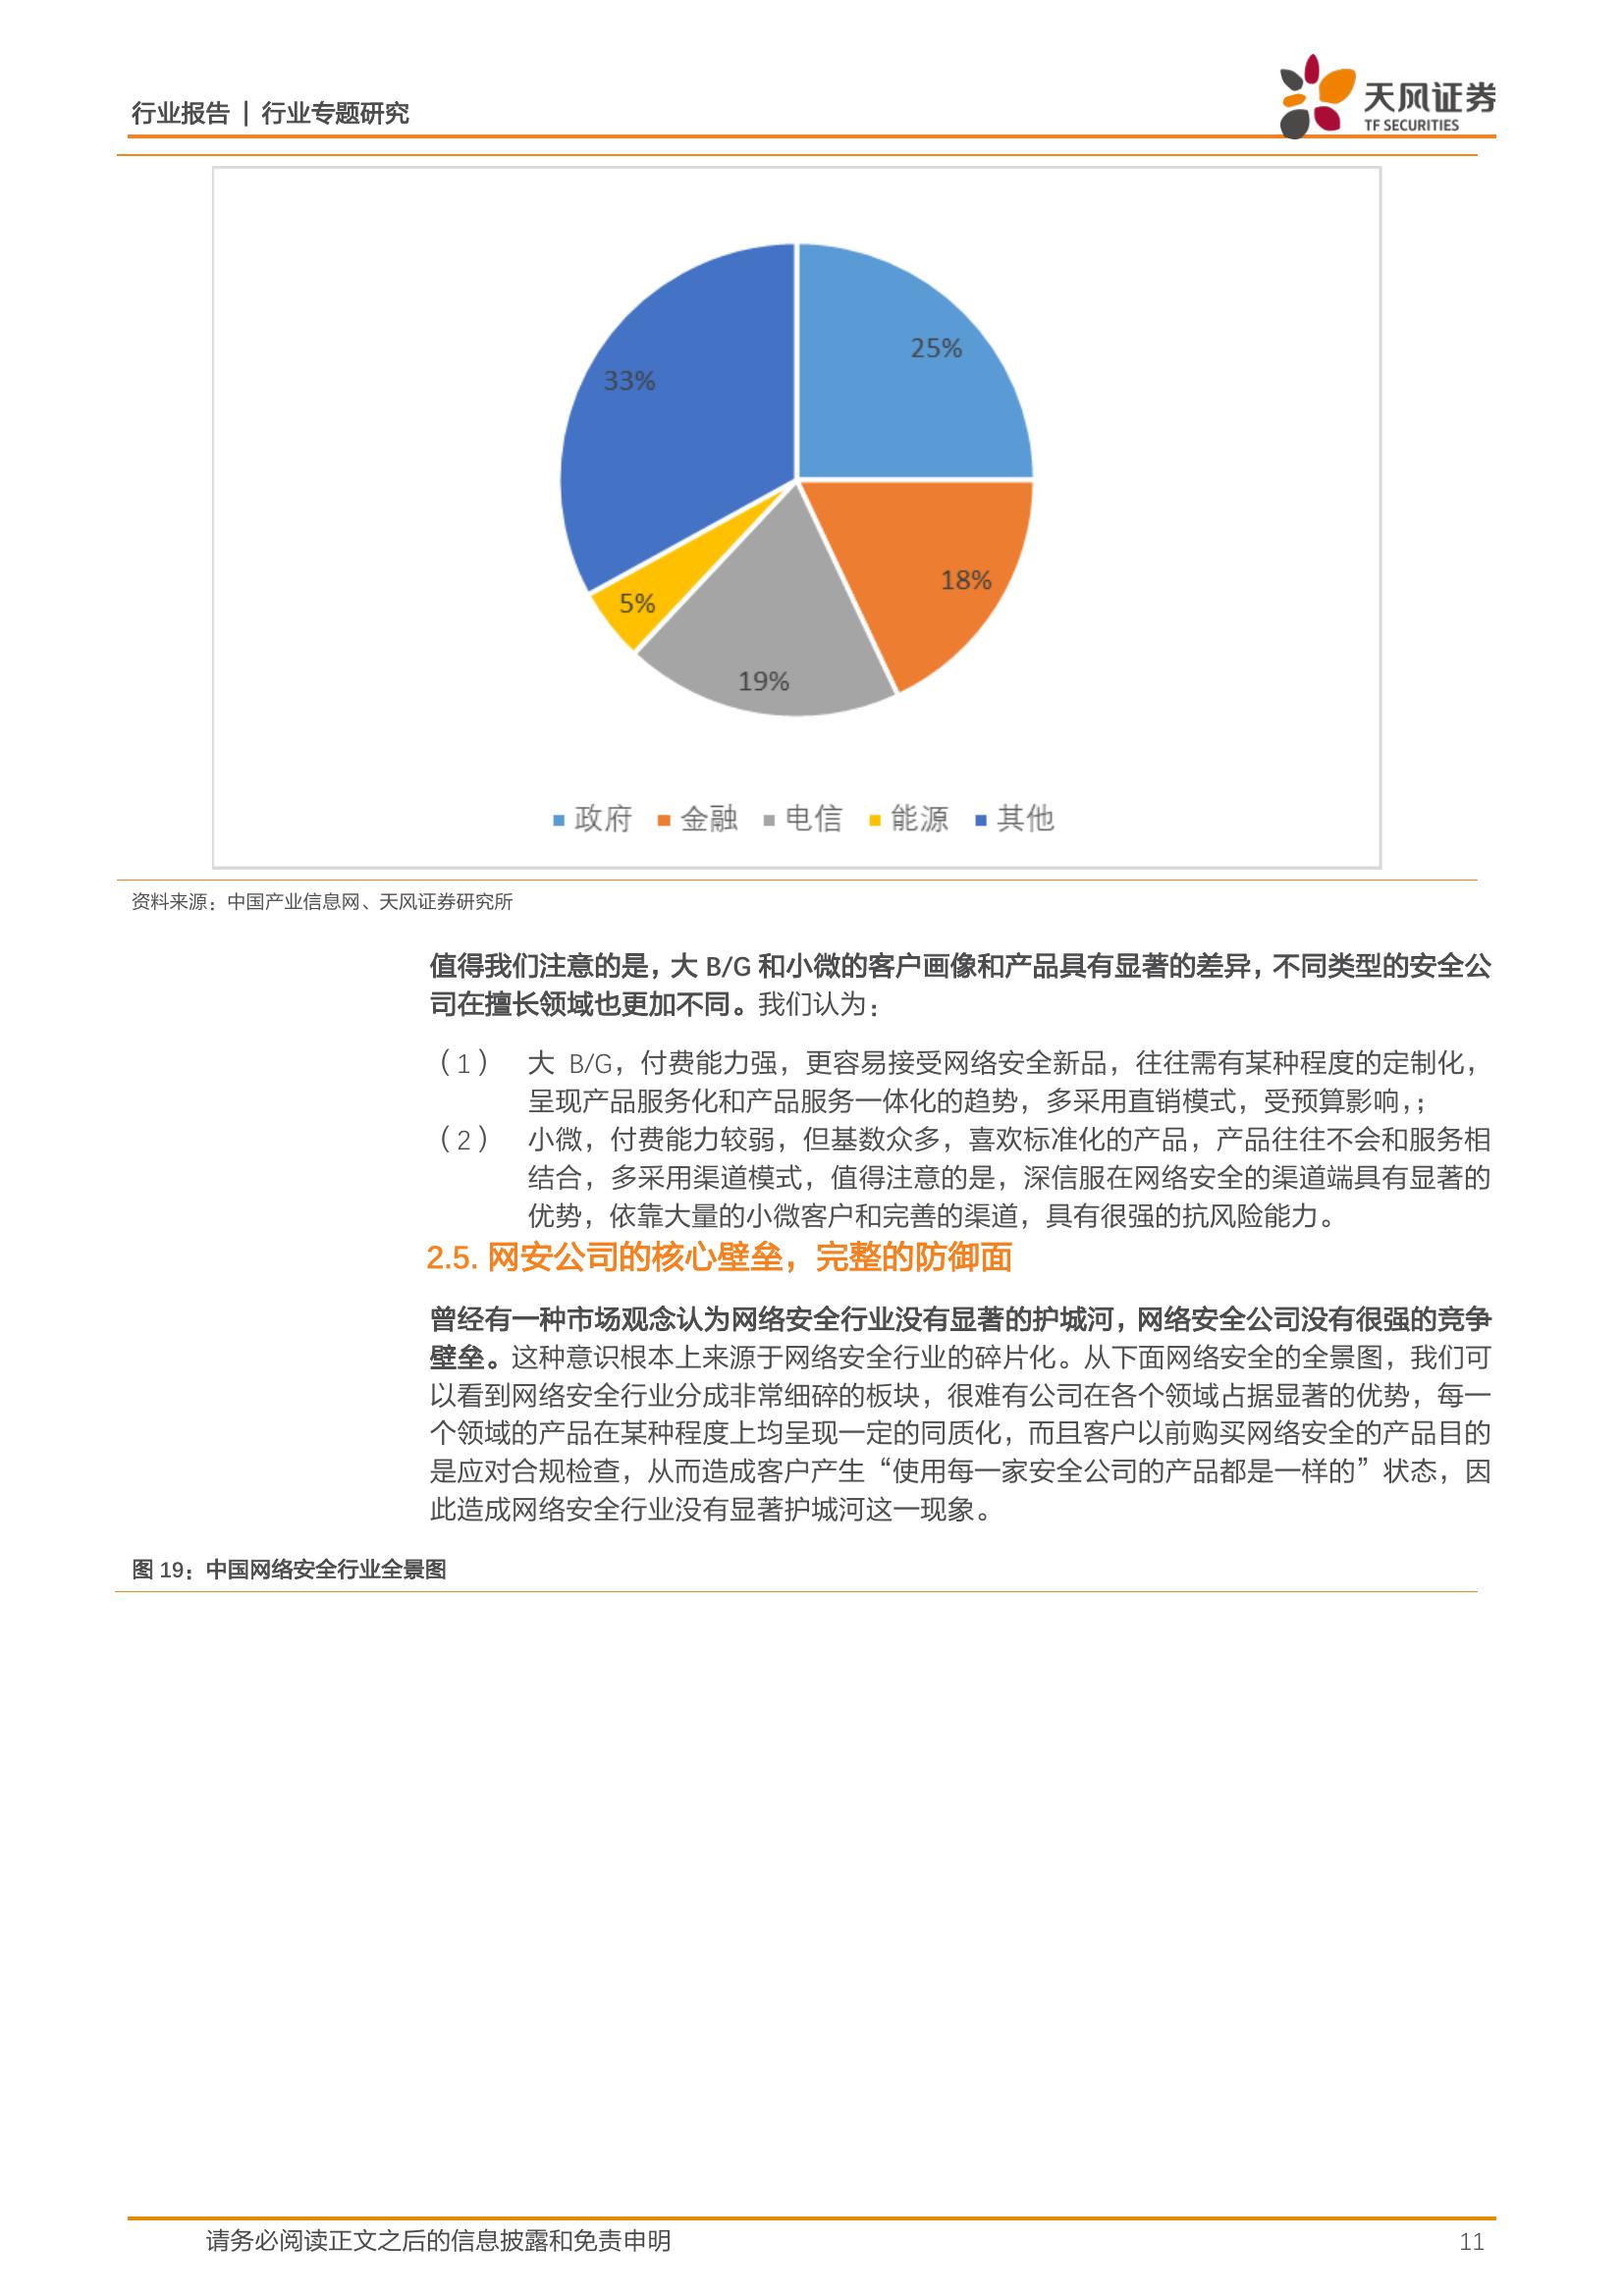 行业报告 | 行业专题研究
天风证券
TF SECURITIES
25%
33%
18%
5%
19%
政府 金融 电信 能源 其他
资料来源：中国产业信息网、天风证券研究所
值得我们注意的是，大 B/G 和小微的客户画像和产品具有显著的差异，不同类型的安全公
司在擅长领域也更加不同。我们认为：
（1） 大 B/G，付费能力强，更容易接受网络安全新品，往往需有某种程度的定制化，
呈现产品服务化和产品服务一体化的趋势，多采用直销模式，受预算影响，；
（2） 小微，付费能力较弱，但基数众多，喜欢标准化的产品，产品往往不会和服务相
结合，多采用渠道模式，值得注意的是，深信服在网络安全的渠道端具有显著的
优势，依靠大量的小微客户和完善的渠道，具有很强的抗风险能力。
2.5. 网安公司的核心壁垒，完整的防御面
曾经有一种市场观念认为网络安全行业没有显著的护城河，网络安全公司没有很强的竞争
壁垒。这种意识根本上来源于网络安全行业的碎片化。从下面网络安全的全景图，我们可
以看到网络安全行业分成非常细碎的板块，很难有公司在各个领域占据显著的优势，每一
个领域的产品在某种程度上均呈现一定的同质化，而且客户以前购买网络安全的产品目的
是应对合规检查，从而造成客户产生“使用每一家安全公司的产品都是一样的”状态，因
此造成网络安全行业没有显著护城河这一现象。
图 19：中国网络安全行业全景图
请务必阅读正文之后的信息披露和免责申明 11